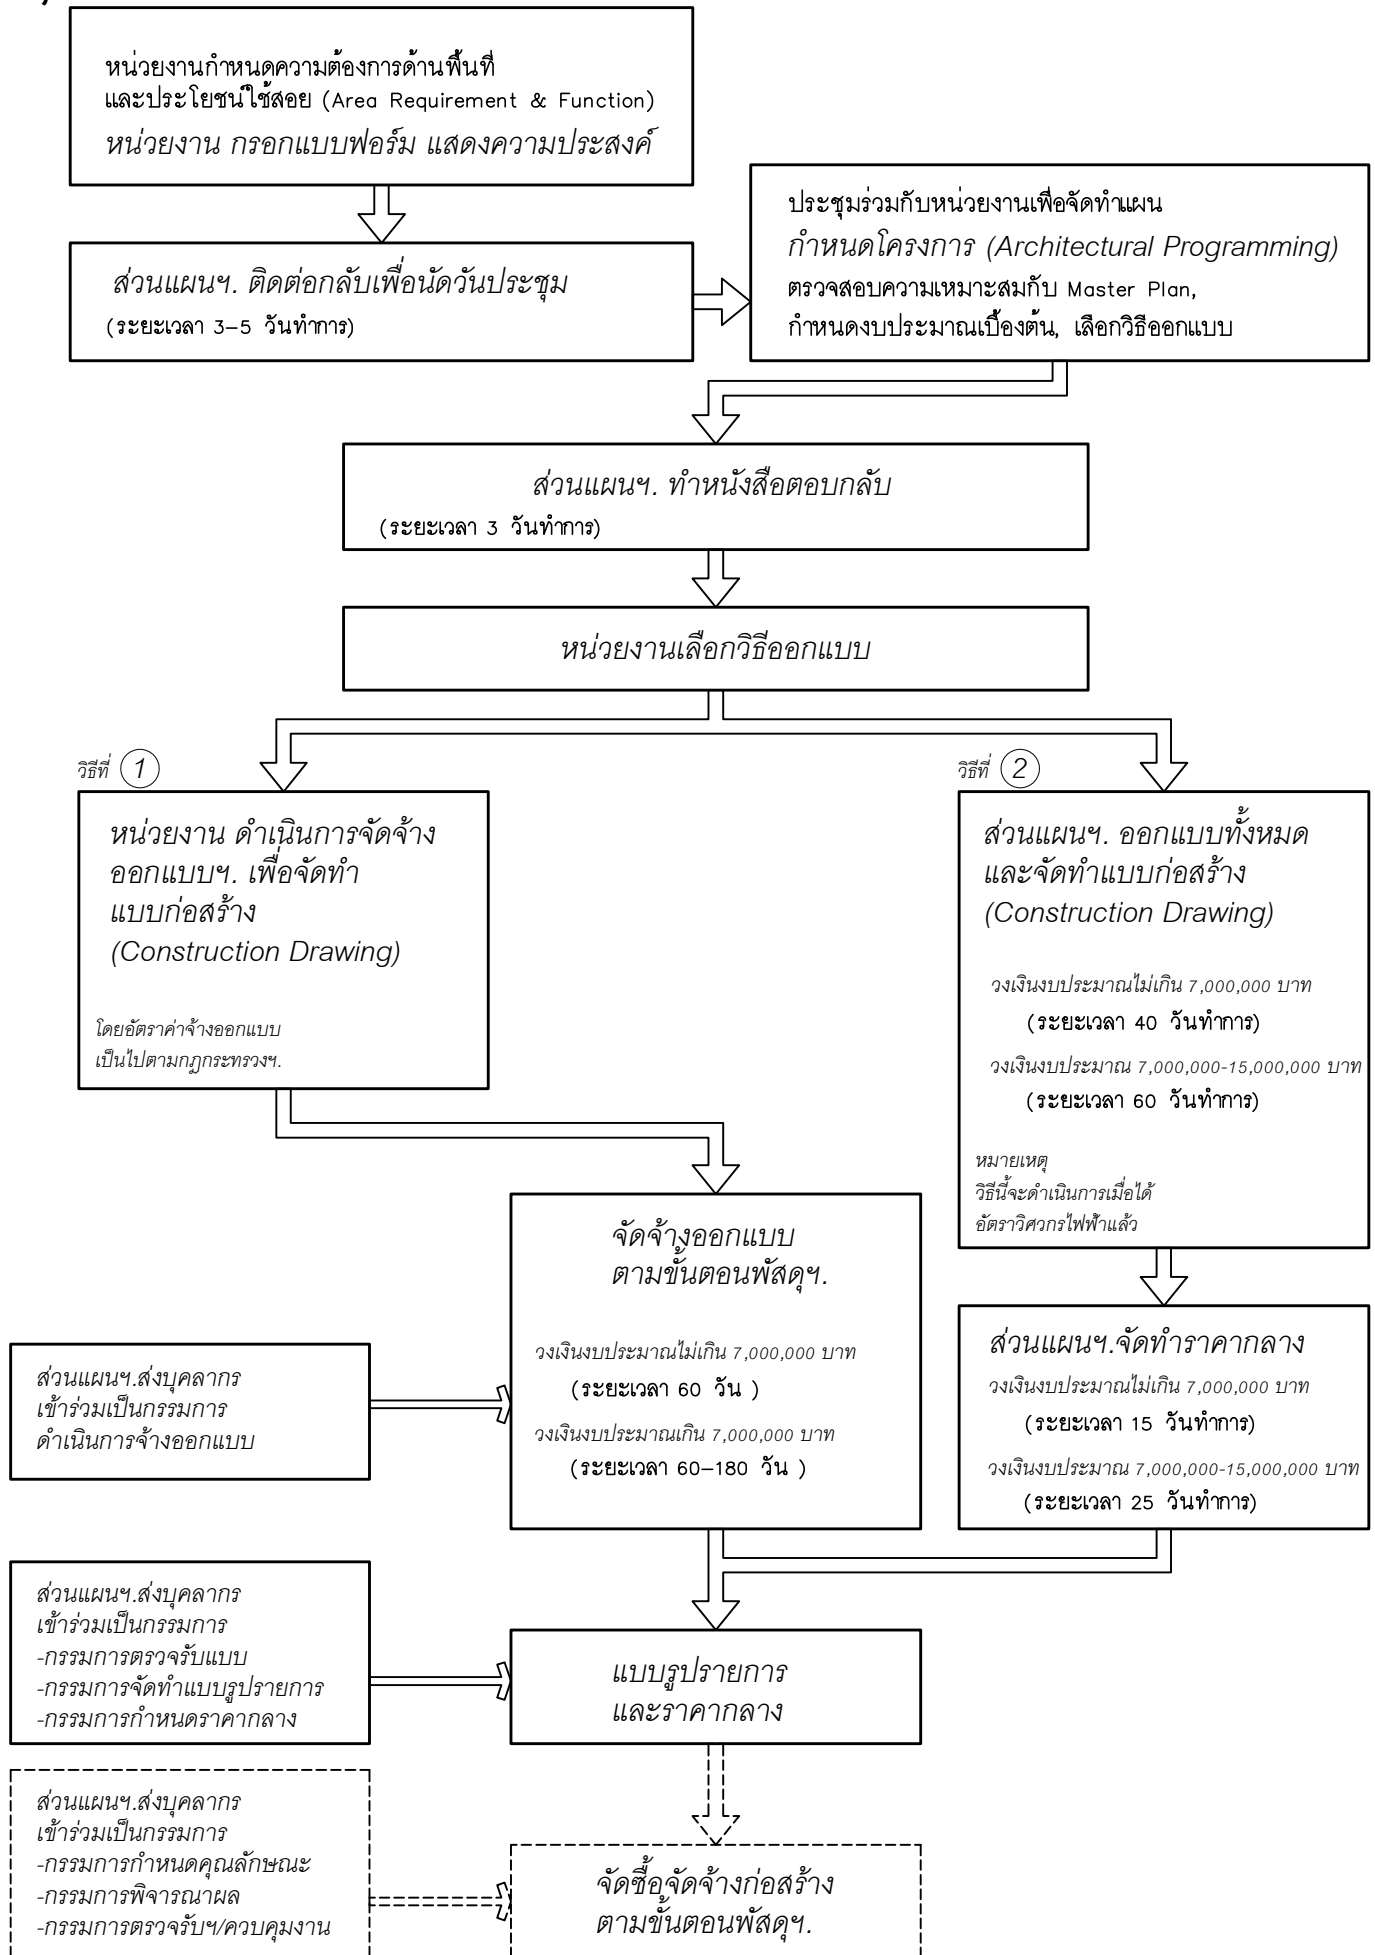 หน่วยงานกำหนดความต้องการด้านพื้นที่
และประโยชน์ใช้สอย (Area Requirement & Function)
หน่วยงาน กรอกแบบฟอร์ม แสดงความประสงค์
ส่วนแผนฯ. ติดต่อกลับเพื่อนัดวันประชุม
(ระยะเวลา 3-5 วันทำการ)
ประชุมร่วมกับหน่วยงานเพื่อจัดทำแผน
กำหนดโครงการ (Architectural Programming)
ตรวจสอบความเหมาะสมกับ Master Plan,
กำหนดงบประมาณเบื้องต้น, เลือกวิธีออกแบบ
ส่วนแผนฯ. ทำหนังสือตอบกลับ
(ระยะเวลา 3 วันทำการ)
หน่วยงานเลือกวิธีออกแบบ
วิธีที่ 1
หน่วยงาน ดำเนินการจัดจ้าง
ออกแบบฯ. เพื่อจัดทำ
แบบก่อสร้าง
(Construction Drawing)
โดยอัตราค่าจ้างออกแบบ
เป็นไปตามกฎกระทรวงฯ.
วิธีที่ 2
ส่วนแผนฯ. ออกแบบทั้งหมด
และจัดทำแบบก่อสร้าง
(Construction Drawing)
วงเงินงบประมาณไม่เกิน 7,000,000 บาท
(ระยะเวลา 40 วันทำการ)
วงเงินงบประมาณ 7,000,000-15,000,000 บาท
(ระยะเวลา 60 วันทำการ)
หมายเหตุ
วิธีนี้จะดำเนินการเมื่อได้
อัตราวิศวกรไฟฟ้าแล้ว
จัดจ้างออกแบบ
ตามขั้นตอนพัสดุฯ.
วงเงินงบประมาณไม่เกิน 7,000,000 บาท
(ระยะเวลา 60 วัน )
วงเงินงบประมาณเกิน 7,000,000 บาท
(ระยะเวลา 60-180 วัน )
ส่วนแผนฯ.จัดทำราคากลาง
วงเงินงบประมาณไม่เกิน 7,000,000 บาท
(ระยะเวลา 15 วันทำการ)
วงเงินงบประมาณ 7,000,000-15,000,000 บาท
(ระยะเวลา 25 วันทำการ)
ส่วนแผนฯ.ส่งบุคลากร
เข้าร่วมเป็นกรรมการ
ดำเนินการจ้างออกแบบ
ส่วนแผนฯ.ส่งบุคลากร
เข้าร่วมเป็นกรรมการ
-กรรมการตรวจรับแบบ
-กรรมการจัดทำแบบรูปรายการ
-กรรมการกำหนดราคากลาง
แบบรูปรายการ
และราคากลาง
ส่วนแผนฯ.ส่งบุคลากร
เข้าร่วมเป็นกรรมการ
-กรรมการกำหนดคุณลักษณะ
-กรรมการพิจารณาผล
-กรรมการตรวจรับฯ/ควบคุมงาน
จัดซื้อจัดจ้างก่อสร้าง
ตามขั้นตอนพัสดุฯ.